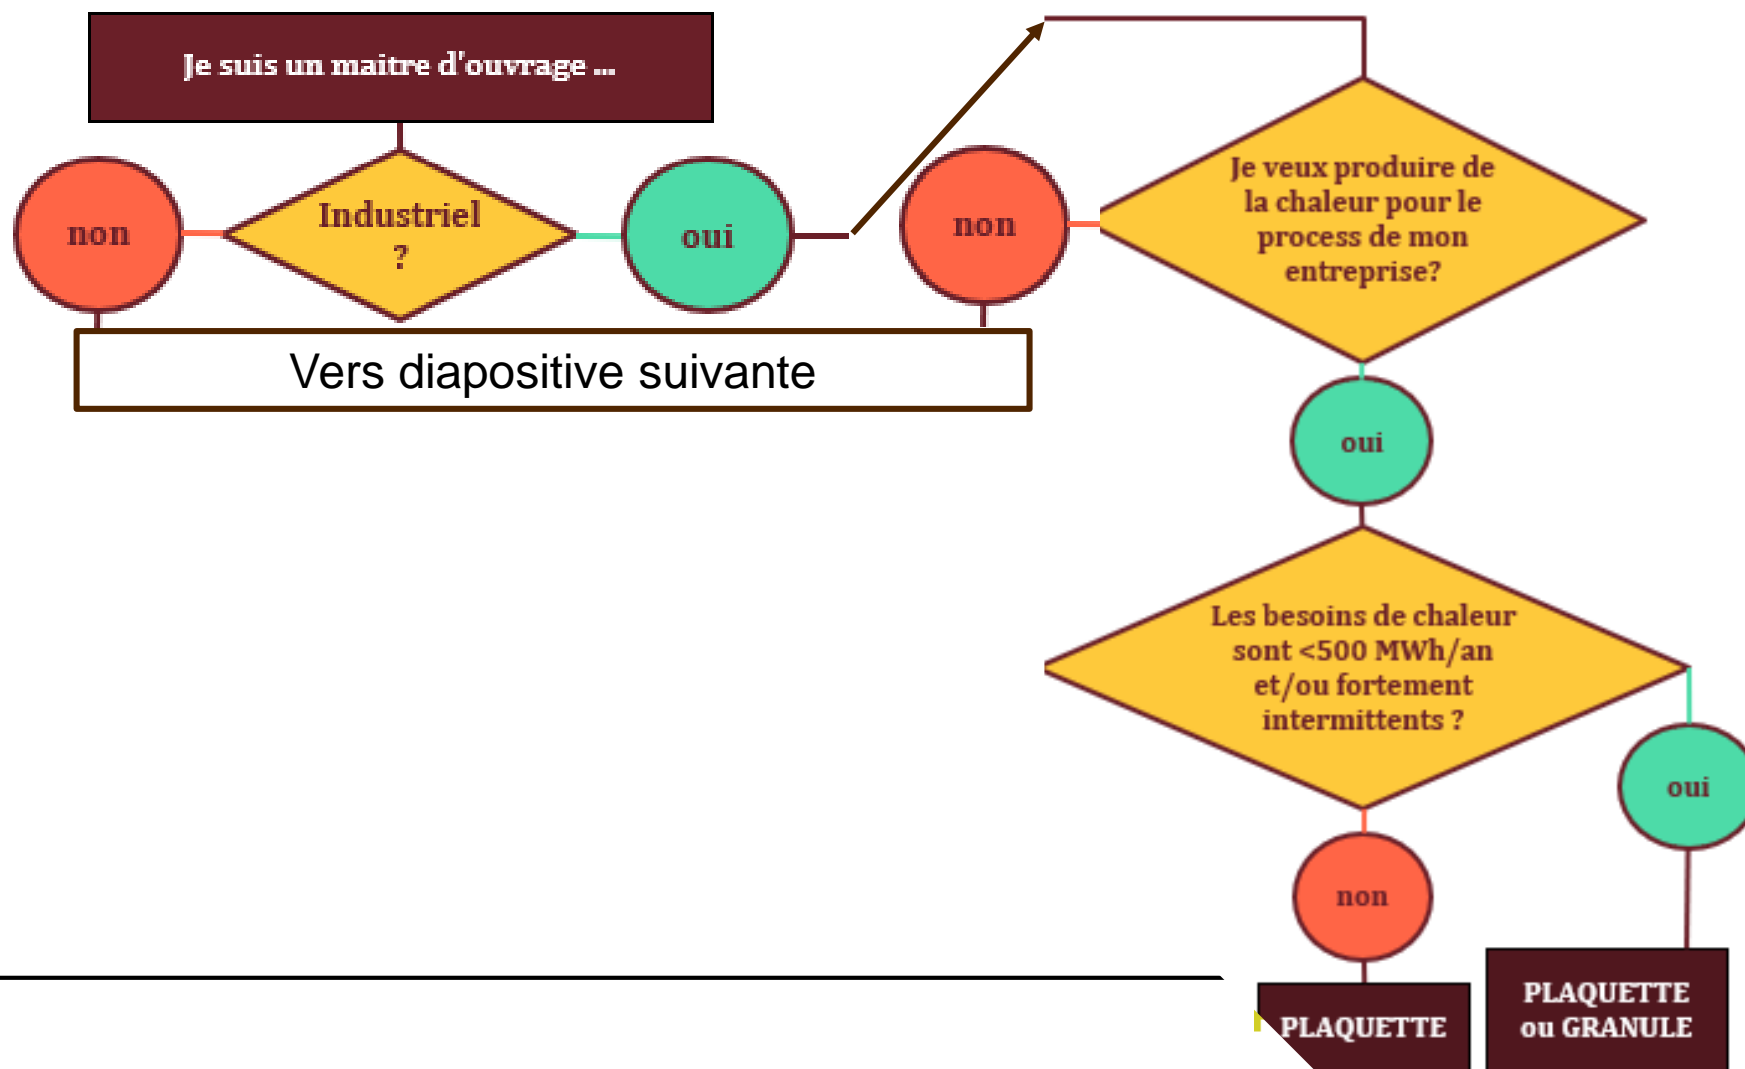 Je suis un maitre d'ouvrage ...
non
Industriel
?
oui
Vers diapositive suivante
non
Je veux produire de
la chaleur pour le
process de mon
entreprise?
oui
Les besoins de chaleur
sont <500 MWh/an
et/ou fortement
intermittents ?
oui
non
PLAQUETTE
PLAQUETTE
ou GRANULE